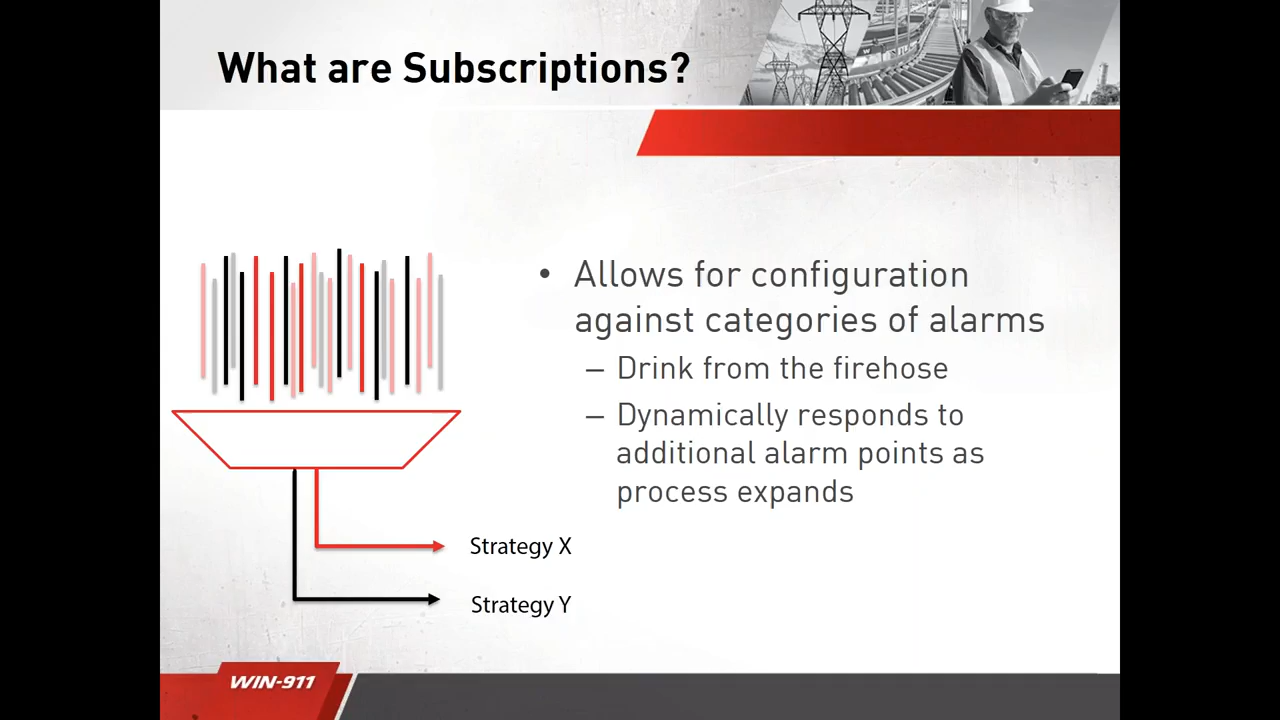 What are Subscriptions?
• Allows for configuration
against categories of alarms
– Drink from the firehose
– Dynamically responds to
additional alarm points as
process expands
Strategy X
Strategy Y
WIN-911